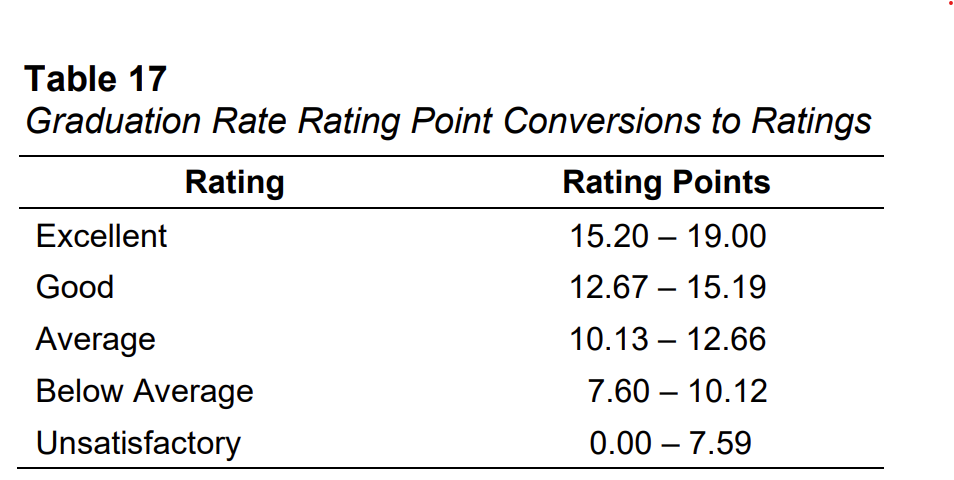 Table 17
Graduation Rate Rating Point Conversions to Ratings
Rating Rating Points
Excellent 15.20 – 19.00
Good 12.67 – 15.19
Average 10.13 – 12.66
Below Average 7.60 – 10.12
Unsatisfactory 0.00 – 7.59